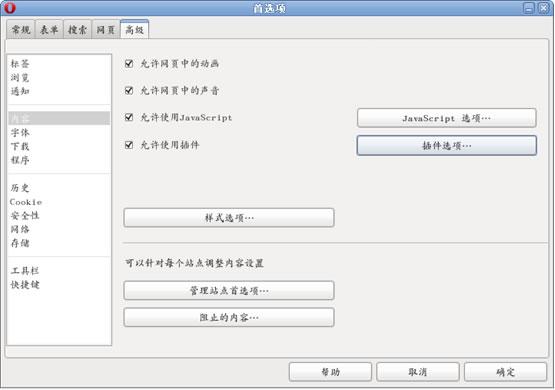 首选项
常规 表单 搜索 网页 高级
标签
浏览
通知
内容
字体
下载
程序
历史
Cookie
安全性
网络
存储
工具栏
快捷键
允许网页中的动画
允许网页中的声音
允许使用JavaScript
JavaScript 选项…
允许使用插件
插件选项…
样式选项…
可以针对每个站点调整内容设置
管理站点首选项…
阻止的内容…
帮助 取消 确定